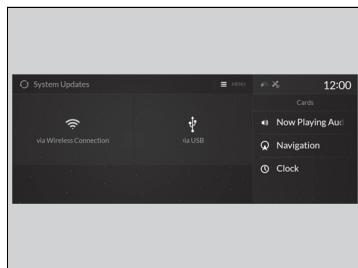 System Updates
MENU
12:00
Cards
via Wireless Connection
via USB
Now Playing Aud
Navigation
Clock